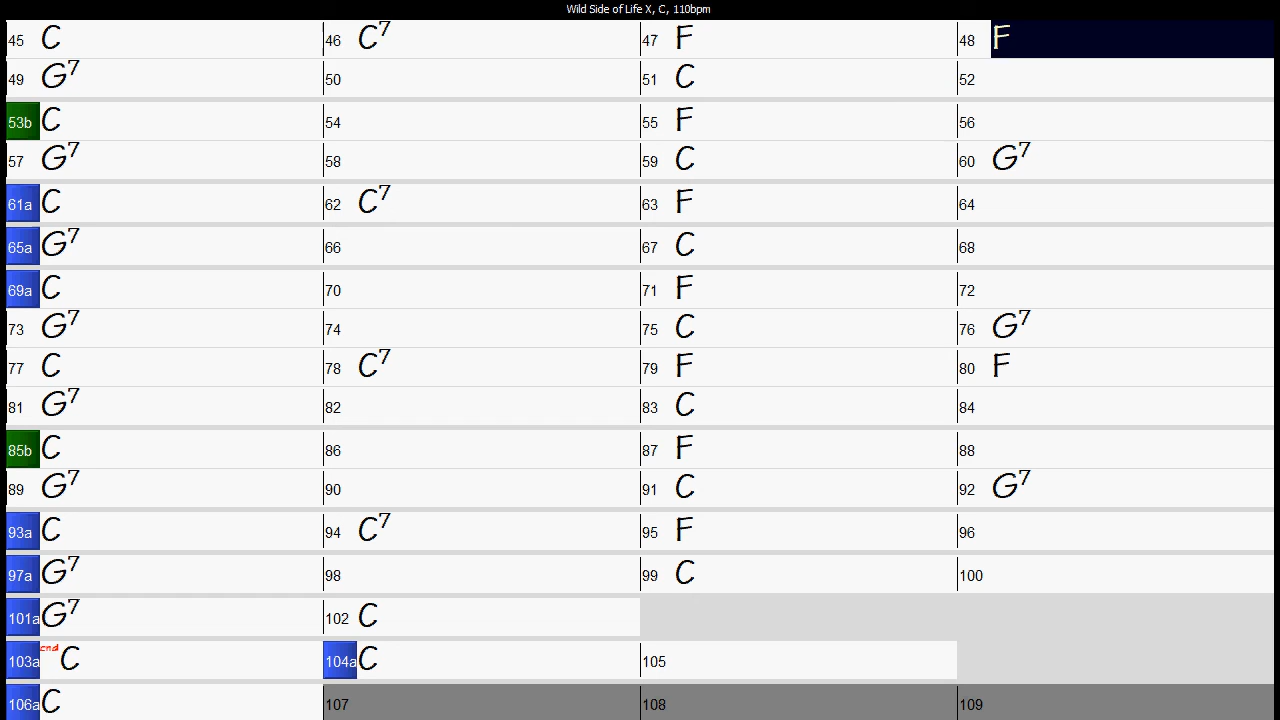 Wild Side of Life X, C, 110bpm
45 C 46 C7 47 F 48 F
49 G7 50 51 C 52
53b C 54 55 F 56
57 G7 58 59 C 60 G7
61a C 62 C7 63 F 64
65a G7 66 67 C 68
69a C 70 71 F 72
73 G7 74 75 C 76 G7
77 C 78 C7 79 F 80 F
81 G7 82 83 C 84
85b C 86 87 F 88
89 G7 90 91 C 92 G7
93a C 94 C7 95 F 96
97a G7 98 99 C 100
101a G7 102 C
103a end C 104a C 105
106a C 107 108 109